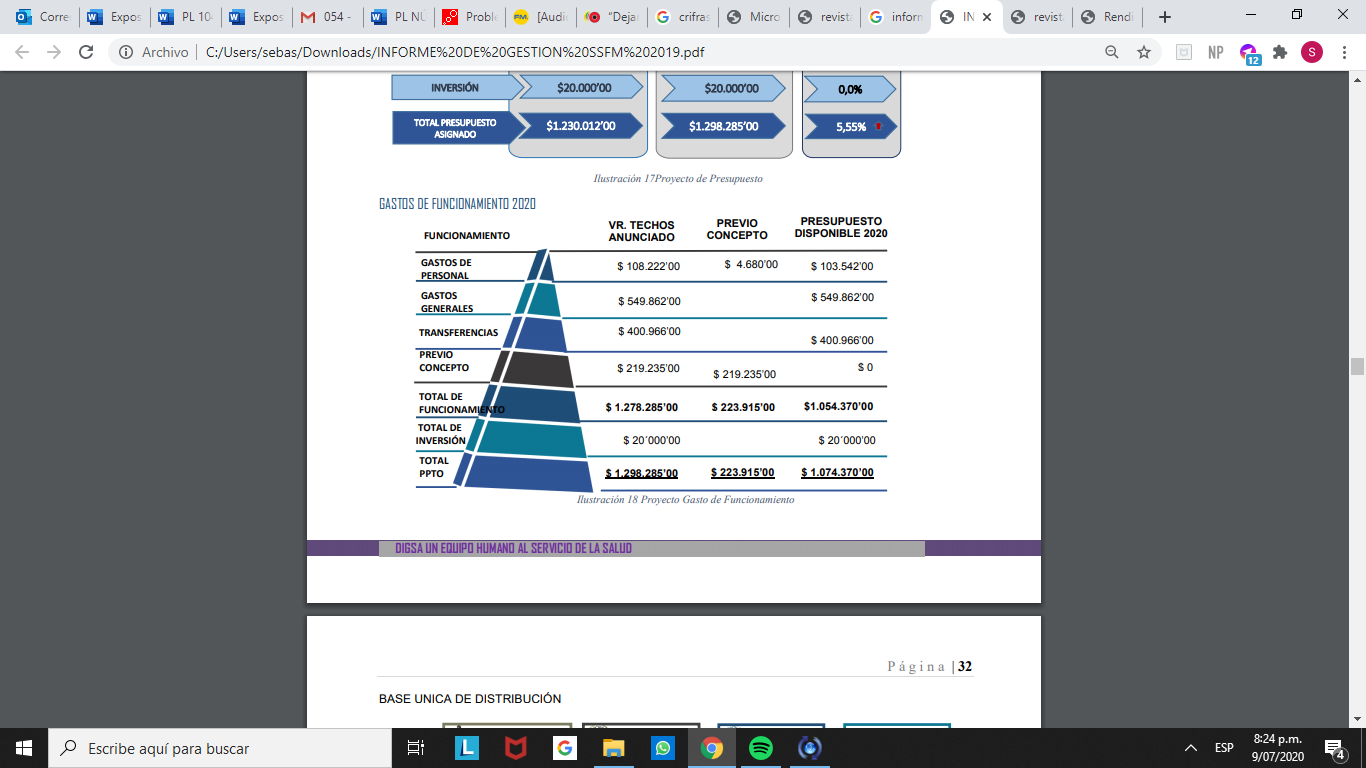 Corre
Expos
PL 10
Expos
054 -
PL NÚ
Proble
[Audi
"Dejar
crifras
Micro
revista
inform
IN
revist
Rendi
Archivo | C:/Users/sebas/Downloads/INFORME%20DE%20GESTION%20SSFM%202019.pdf
NP
12
S
INVERSIÓN $20.000'00 $20.000'00 0,0%
TOTAL PRESUPUESTO ASIGNADO $1.230.012'00 $1.298.285'00 5,55%
Ilustración 17Proyecto de Presupuesto
GASTOS DE FUNCIONAMIENTO 2020
FUNCIONAMIENTO VR. TECHOS ANUNCIADO PREVIO CONCEPTO PRESUPUESTO DISPONIBLE 2020
GASTOS DE PERSONAL $ 108.222'00 $ 4.680'00 $ 103.542'00
GASTOS GENERALES $ 549.862'00 $ 549.862'00
TRANSFERENCIAS $ 400.966'00 $ 400.966'00
PREVIO CONCEPTO $ 219.235'00 $ 219.235'00 $ 0
TOTAL DE FUNCIONAMIENTO $ 1.278.285'00 $ 223.915'00 $1.054.370'00
TOTAL DE INVERSIÓN $ 20´000'00 $ 20´000'00
TOTAL PPTO $ 1.298.285'00 $ 223.915'00 $ 1.074.370'00
Ilustración 18 Proyecto Gasto de Funcionamiento
DIGSA UN EQUIPO HUMANO AL SERVICIO DE LA SALUD
Página | 32
BASE UNICA DE DISTRIBUCIÓN
Escribe aquí para buscar
L
ESP
8:24 p.m.
9/07/2020
4